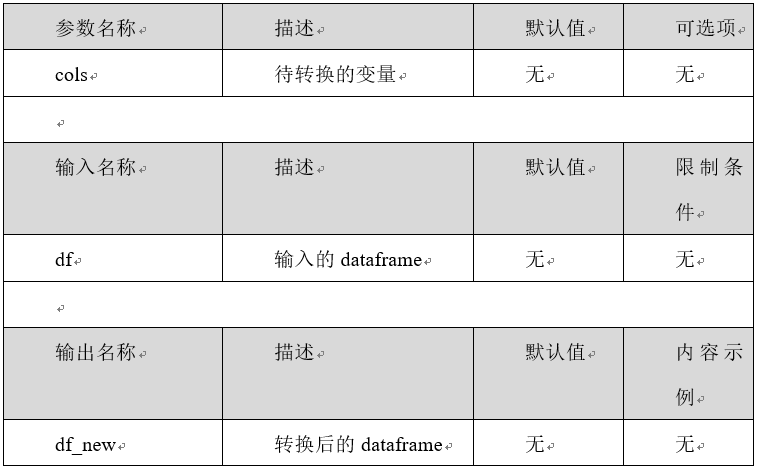 参数名称 描述 默认值 可选项
cols 待转换的变量 无 无
输入名称 描述 默认值 限制条
件
df 输入的 dataframe 无 无
输出名称 描述 默认值 内容示
例
df_new 转换后的 dataframe 无 无